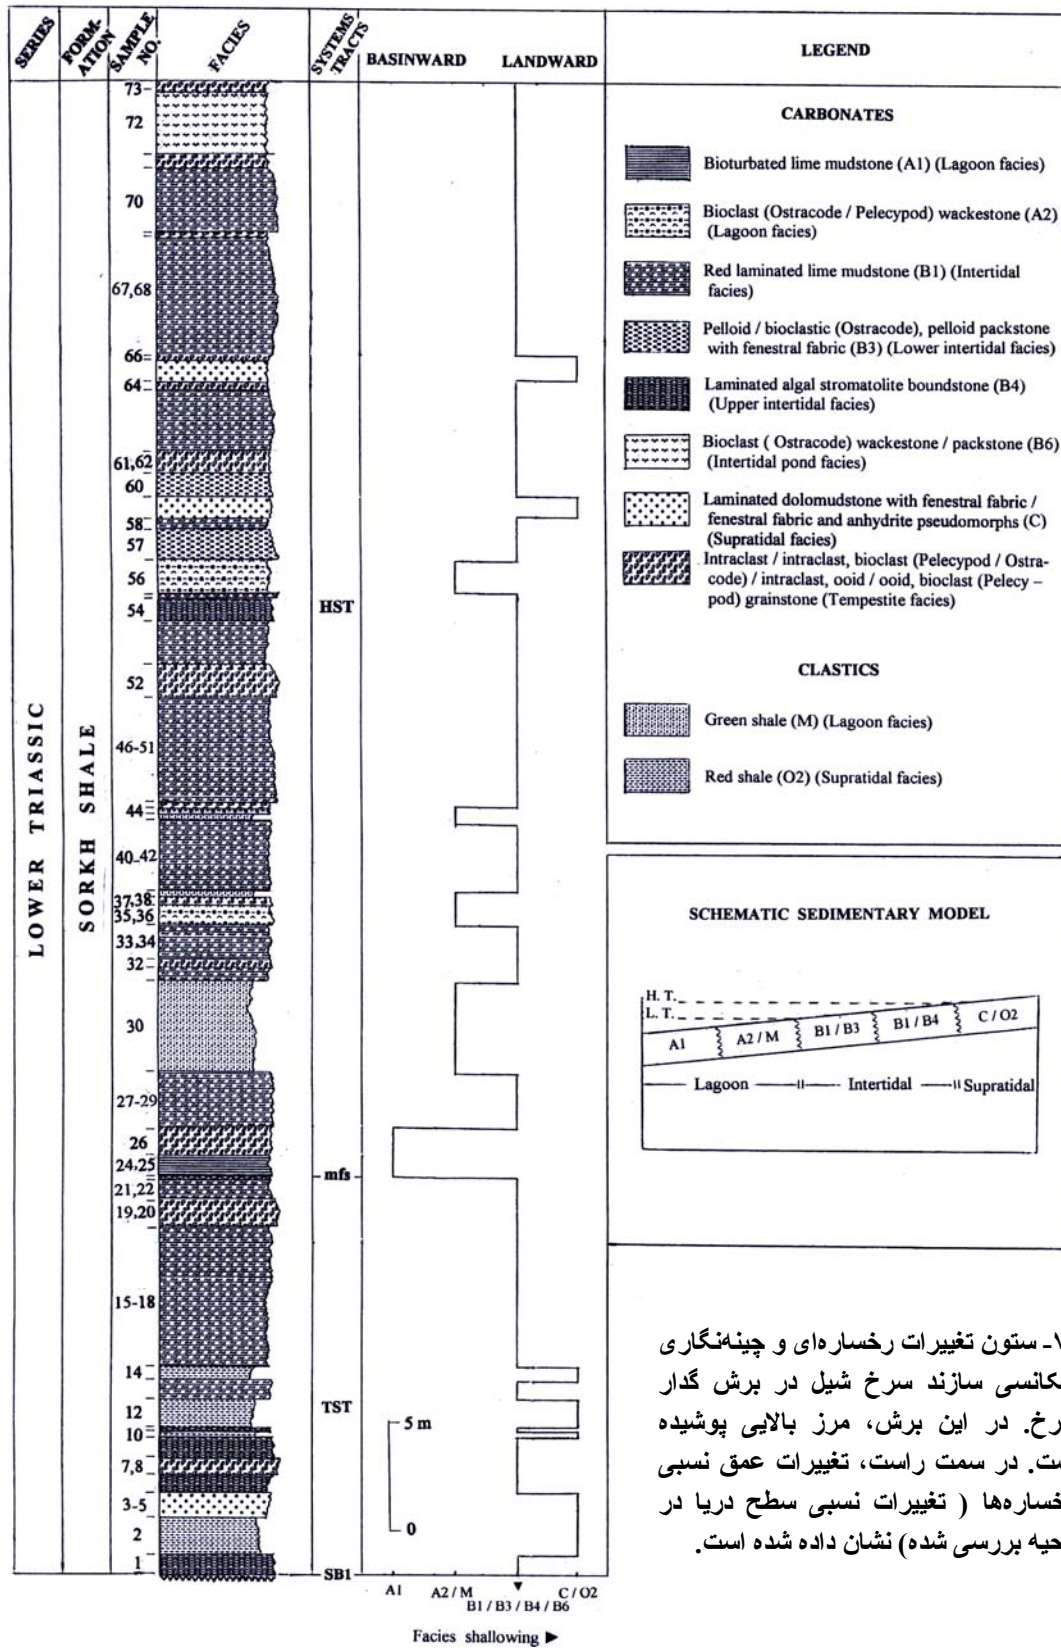 SERIES
FORM-
ATION
SAMPLE
NO.
FACIES
SYSTEMS
TRACTS
BASINWARD LANDWARD
LOWER TRIASSIC
SORKH SHALE
73
72
70
67,68
66
64
61,62
60
58
57
56
54
52
46-51
44
40-42
37,38
35,36
33,34
32
30
27-29
26
24,25
21,22
19,20
15-18
14
12
10
7,8
3-5
2
1
HST
mfs
TST
SB1
5 m
0
A1 A2 / M C / O2
B1 / B3 / B4 / B6
Facies shallowing ►
LEGEND
CARBONATES
Bioturbated lime mudstone (A1) (Lagoon facies)
Bioclast (Ostracode / Pelecypod) wackestone (A2)
(Lagoon facies)
Red laminated lime mudstone (B1) (Intertidal
facies)
Pelloid / bioclastic (Ostracode), pelloid packstone
with fenestral fabric (B3) (Lower intertidal facies)
Laminated algal stromatolite boundstone (B4)
(Upper intertidal facies)
Bioclast ( Ostracode) wackestone / packstone (B6)
(Intertidal pond facies)
Laminated dolomudstone with fenestral fabric /
fenestral fabric and anhydrite pseudomorphs (C)
(Supratidal facies)
Intraclast / intraclast, bioclast (Pelecypod / Ostra-
code) / intraclast, ooid / ooid, bioclast (Pelecy –
pod) grainstone (Tempestite facies)
CLASTICS
Green shale (M) (Lagoon facies)
Red shale (O2) (Supratidal facies)
SCHEMATIC SEDIMENTARY MODEL
H. T.
L. T.
A1 A2 / M B1 / B3 B1 / B4 C / O2
Lagoon Intertidal Supratidal
۷- ستون تغییرات رخساره‌ای و چینه‌نگاری
کانسی سازند سرخ شیل در برش گدار
رخ. در این برش، مرز بالایی پوشیده
ست. در سمت راست، تغییرات عمق نسبی
خساره‌ها ( تغییرات نسبی سطح دریا در
حیه بررسی شده) نشان داده شده است.